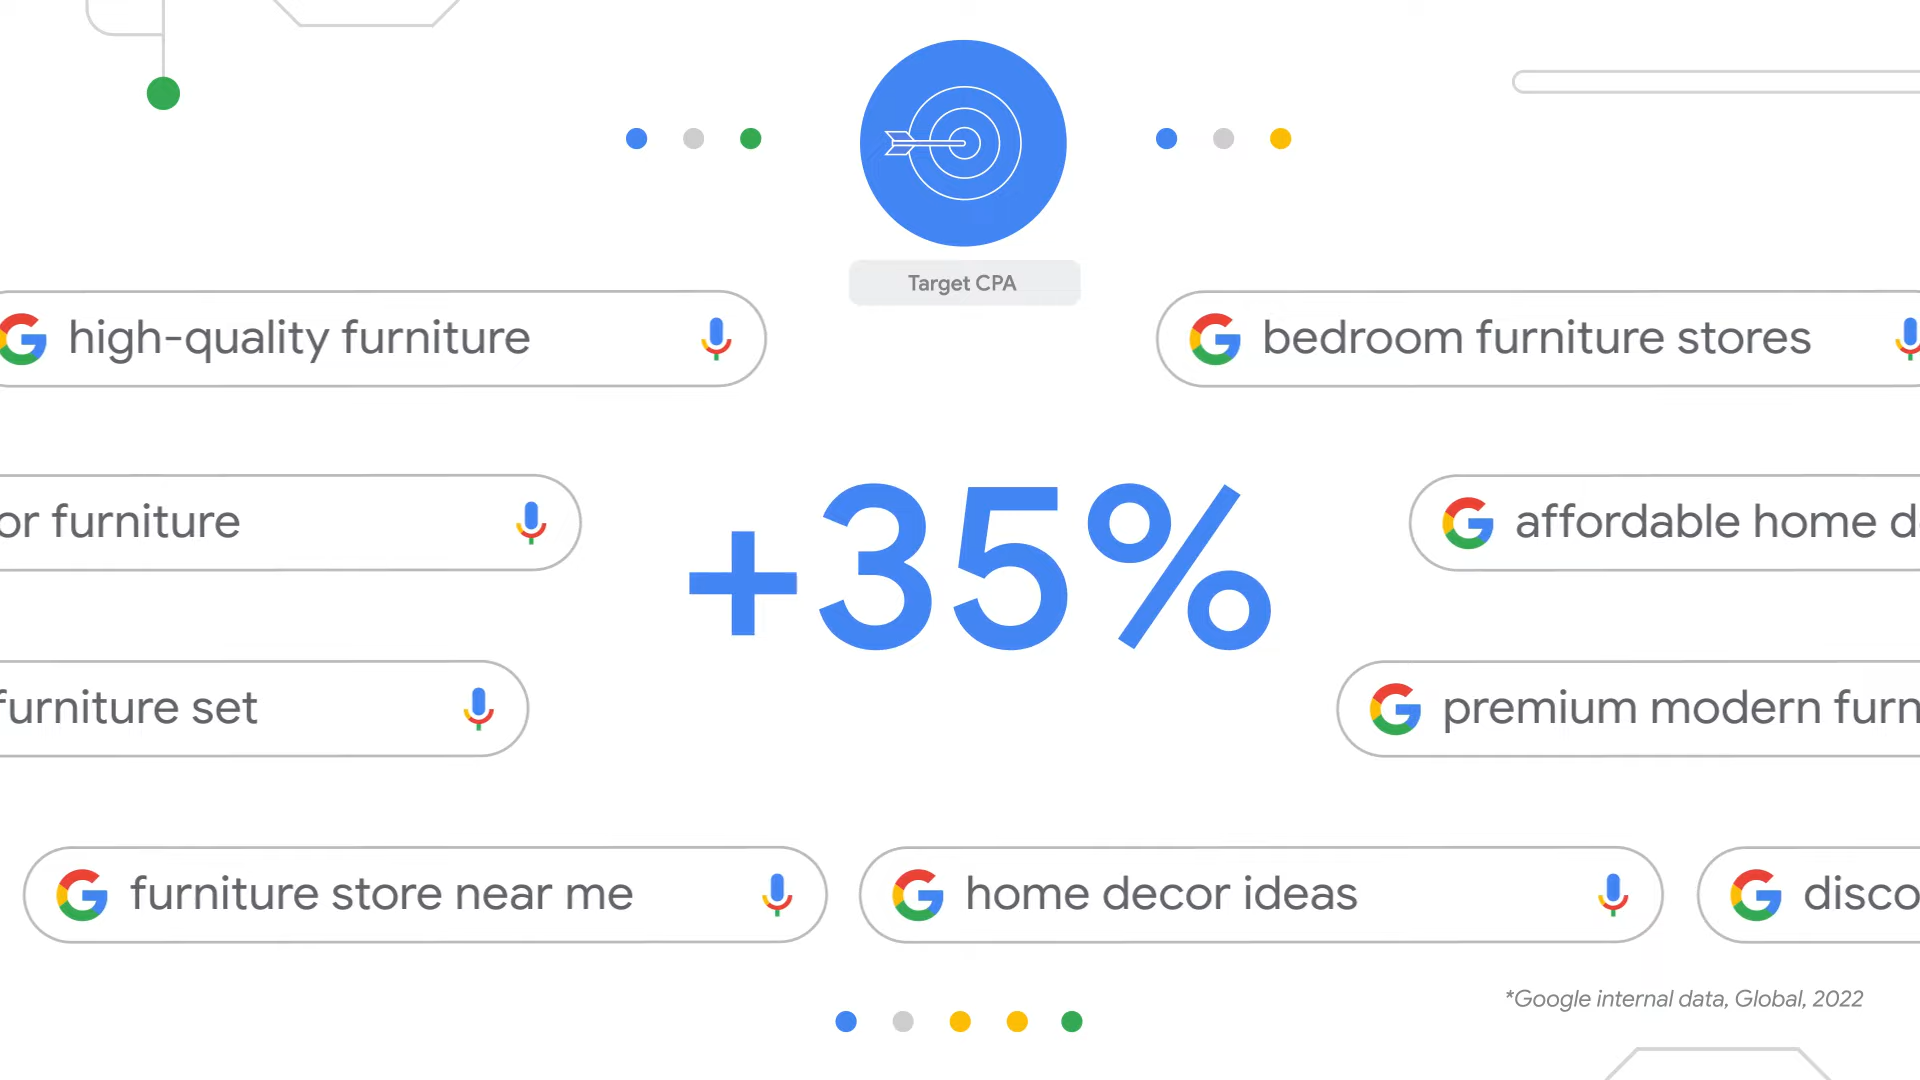 Target CPA
high-quality furniture
bedroom furniture stores
or furniture
+35%
affordable home d
furniture set
premium modern furn
furniture store near me
home decor ideas
disco
*Google internal data, Global, 2022